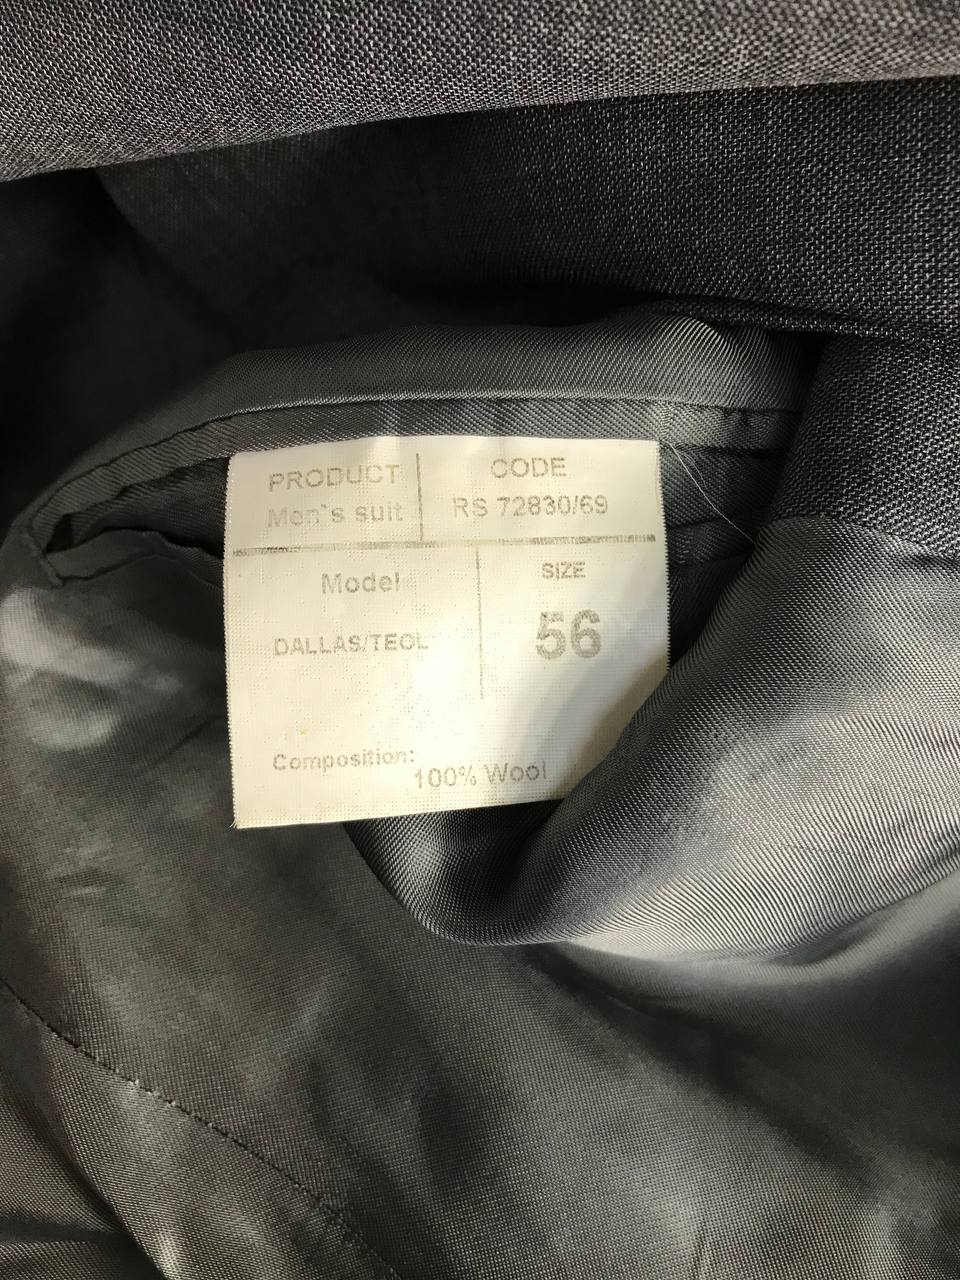 PRODUCT
Men`s suit
CODE
RS 72830/69
Model
DALLAS/TEOL
SIZE
56
Composition:
100% Wool